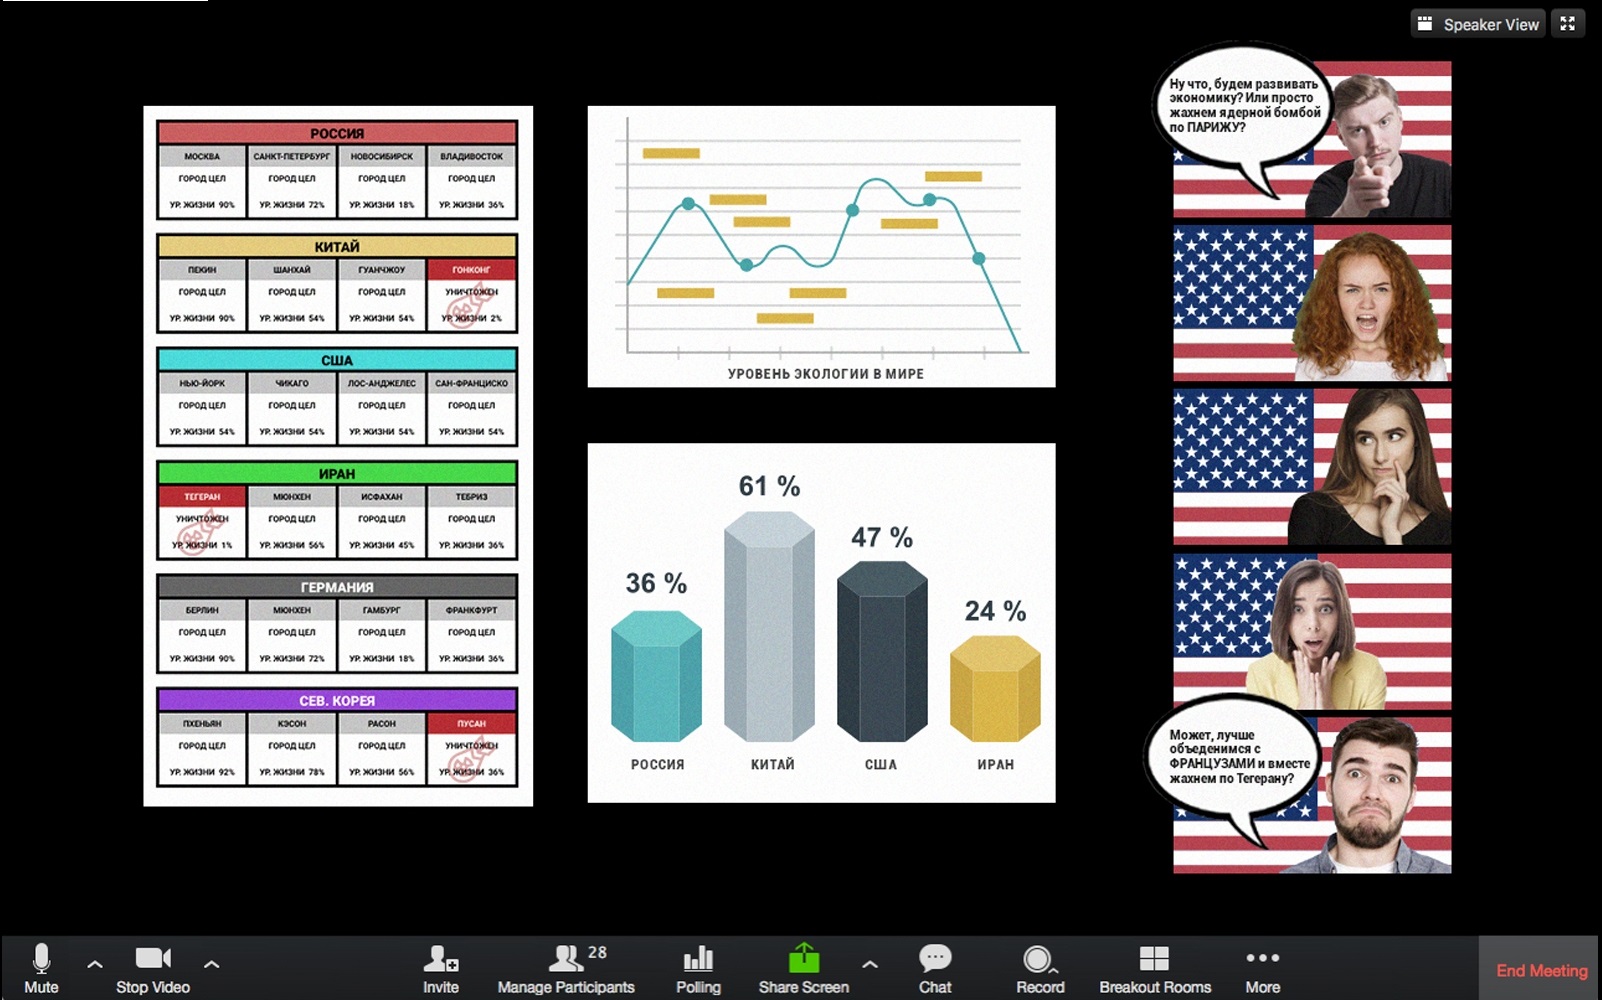 Speaker View
РОССИЯ
МОСКВА САНКТ-ПЕТЕРБУРГ НОВОСИБИРСК ВЛАДИВОСТОК
ГОРОД ЦЕЛ ГОРОД ЦЕЛ ГОРОД ЦЕЛ ГОРОД ЦЕЛ
УР. ЖИЗНИ 90% УР. ЖИЗНИ 72% УР. ЖИЗНИ 18% УР. ЖИЗНИ 36%
КИТАЙ
ПЕКИН ШАНХАЙ ГУАНЧЖОУ ГОНКОНГ
ГОРОД ЦЕЛ ГОРОД ЦЕЛ ГОРОД ЦЕЛ УНИЧТОЖЕН
УР. ЖИЗНИ 90% УР. ЖИЗНИ 54% УР. ЖИЗНИ 54% УР. ЖИЗНИ 2%
США
НЬЮ-ЙОРК ЧИКАГО ЛОС-АНДЖЕЛЕС САН-ФРАНЦИСКО
ГОРОД ЦЕЛ ГОРОД ЦЕЛ ГОРОД ЦЕЛ ГОРОД ЦЕЛ
УР. ЖИЗНИ 54% УР. ЖИЗНИ 54% УР. ЖИЗНИ 54% УР. ЖИЗНИ 54%
ИРАН
ТЕГЕРАН МЮНХЕН ИСФАХАН ТЕБРИЗ
УНИЧТОЖЕН ГОРОД ЦЕЛ ГОРОД ЦЕЛ ГОРОД ЦЕЛ
УР. ЖИЗНИ 1% УР. ЖИЗНИ 56% УР. ЖИЗНИ 45% УР. ЖИЗНИ 36%
ГЕРМАНИЯ
БЕРЛИН МЮНХЕН ГАМБУРГ ФРАНКФУРТ
ГОРОД ЦЕЛ ГОРОД ЦЕЛ ГОРОД ЦЕЛ ГОРОД ЦЕЛ
УР. ЖИЗНИ 90% УР. ЖИЗНИ 72% УР. ЖИЗНИ 18% УР. ЖИЗНИ 36%
СЕВ. КОРЕЯ
ПХЕНЬЯН КЭСОН РАСОН ПУСАН
ГОРОД ЦЕЛ ГОРОД ЦЕЛ ГОРОД ЦЕЛ УНИЧТОЖЕН
УР. ЖИЗНИ 92% УР. ЖИЗНИ 78% УР. ЖИЗНИ 56% УР. ЖИЗНИ 36%
УРОВЕНЬ ЭКОЛОГИИ В МИРЕ
36 % 61 % 47 % 24 %
РОССИЯ КИТАЙ США ИРАН
Ну что, будем развивать
экономику? Или просто
жахнем ядерной бомбой
по ПАРИЖУ?
Может, лучше
объеденимся с
ФРАНЦУЗАМИ и вместе
жахнем по Тегерану?
Mute Stop Video Invite Manage Participants 28 Polling Share Screen Chat Record Breakout Rooms More End Meeting